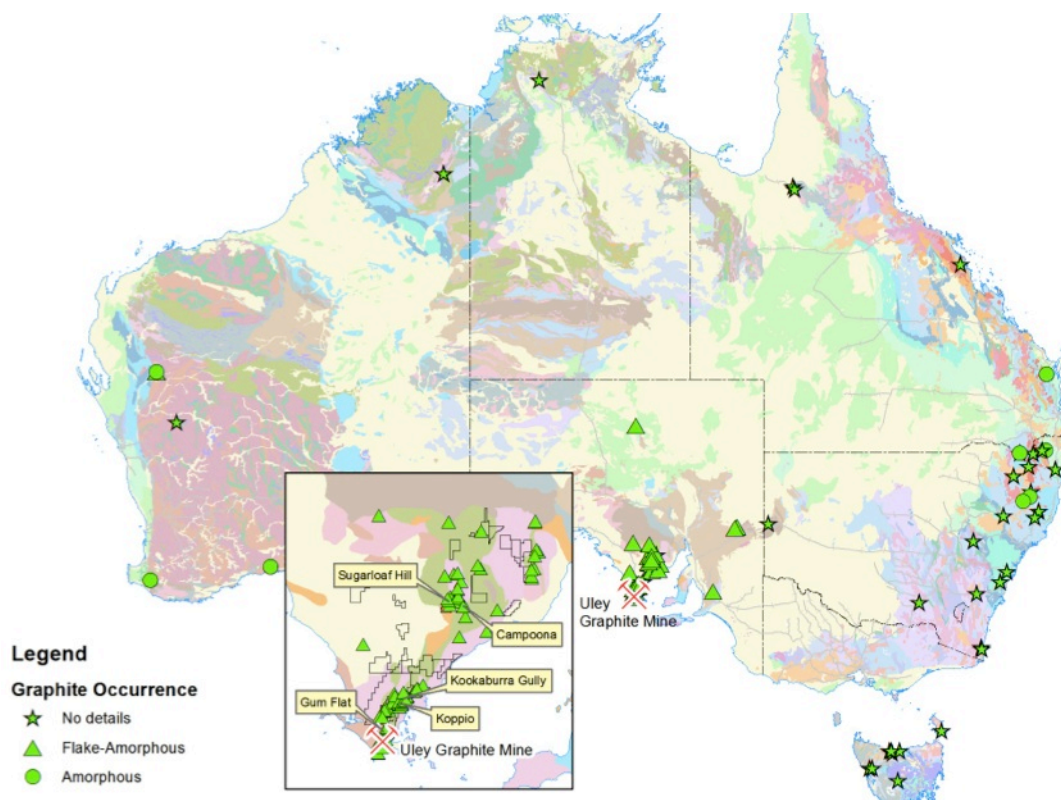 Sugarloaf Hill
Campoona
Kookaburra Gully
Gum Flat
Koppio
Uley Graphite Mine
Uley
Graphite Mine
Legend
Graphite Occurrence
No details
Flake-Amorphous
Amorphous